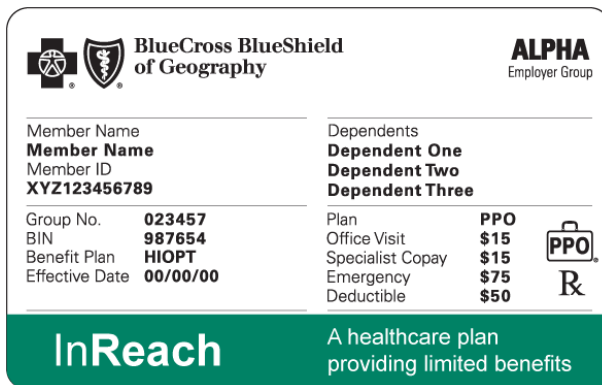 BlueCross BlueShield
of Geography
ALPHA
Employer Group
Member Name
Member Name
Member ID
XYZ123456789
Dependents
Dependent One
Dependent Two
Dependent Three
Group No. 023457
BIN 987654
Benefit Plan HIOPT
Effective Date 00/00/00
Plan PPO
Office Visit $15
Specialist Copay $15
Emergency $75
Deductible $50
PPO
®
℞
InReach
A healthcare plan
providing limited benefits